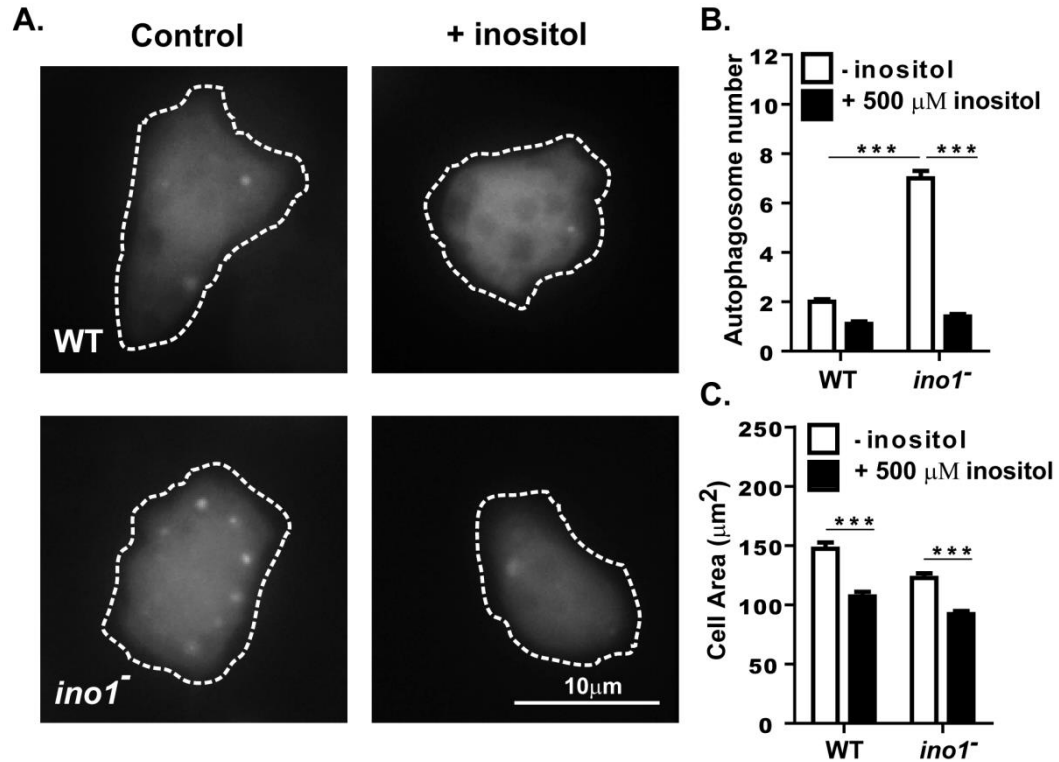 A.
Control
+ inositol
WT
ino1⁻
10μm
B.
Autophagosome number
12
10
8
6
4
2
0
- inositol
+ 500 μM inositol
***
***
WT
ino1⁻
C.
Cell Area (μm²)
250
200
150
100
50
0
- inositol
+ 500 μM inositol
***
***
WT
ino1⁻